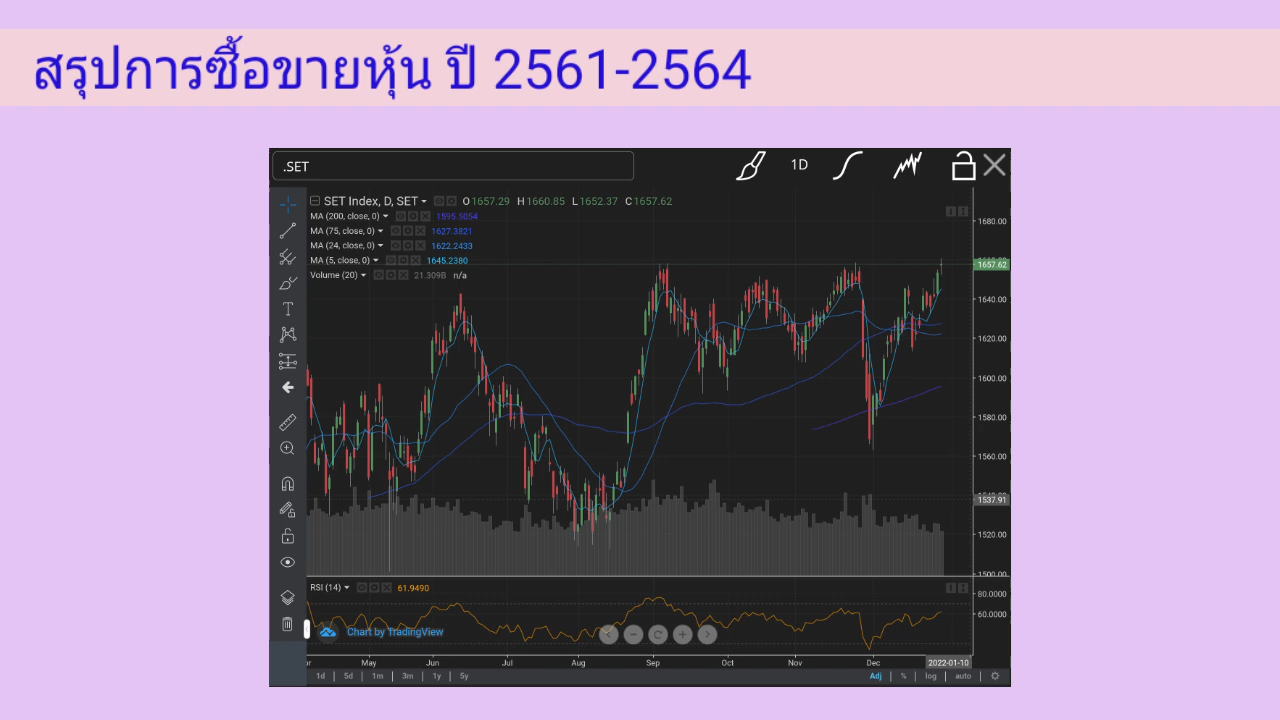 สรุปการซื้อขายหุ้น ปี 2561-2564
.SET
1D
SET Index, D, SET O1657.29 H1660.85 L1652.37 C1657.62
MA (200, close, 0) 1595.5054
MA (75, close, 0) 1627.3821
MA (24, close, 0) 1622.2433
MA (5, close, 0) 1645.2380
Volume (20) 21.309B n/a
1680.00
1657.62
1640.00
1620.00
1600.00
1580.00
1560.00
1537.91
1520.00
1500.00
RSI (14) 61.9490
80.0000
60.0000
Chart by TradingView
May Jun Jul Aug Sep Oct Nov Dec 2022-01-10
1d | 5d | 1m | 3m | 1y | 5y Adj | % | log | auto |